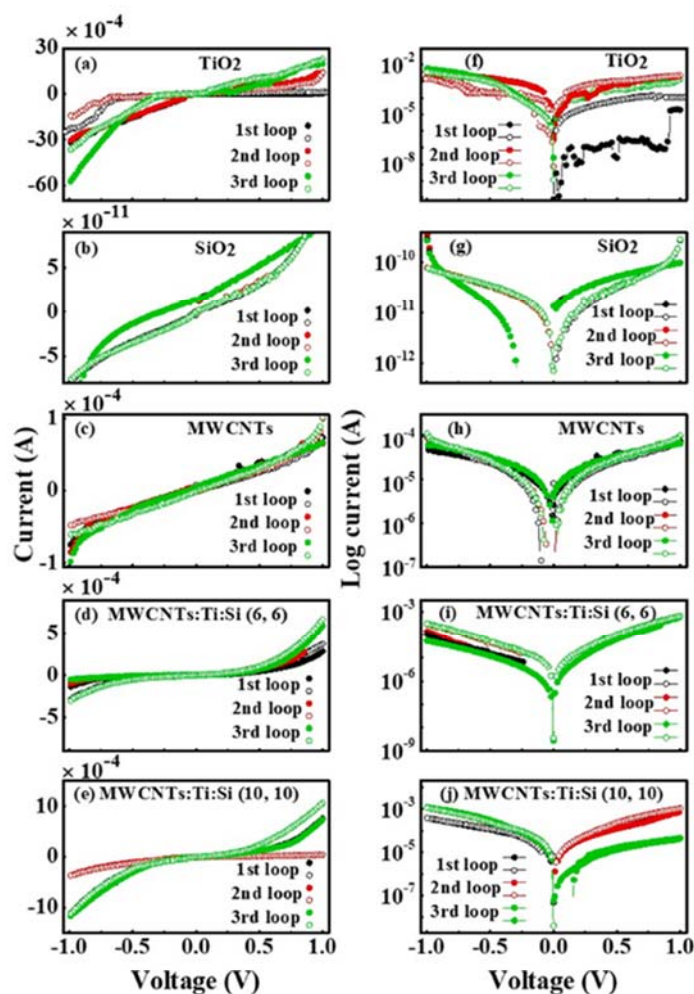 × 10⁻⁴
30
0
-30
-60
(a)
TiO2
1st loop
2nd loop
3rd loop
× 10⁻¹¹
5
0
-5
(b)
SiO2
1st loop
2nd loop
3rd loop
× 10⁻⁴
1
0
-1
(c)
MWCNTs
1st loop
2nd loop
3rd loop
× 10⁻⁴
5
0
-5
(d) MWCNTs:Ti:Si (6, 6)
1st loop
2nd loop
3rd loop
× 10⁻⁴
10
0
-10
(e) MWCNTs:Ti:Si (10, 10)
1st loop
2nd loop
3rd loop
-1.0 -0.5 0.0 0.5 1.0
Voltage (V)
Current (A)
10⁻²
10⁻⁵
10⁻⁸
(f)
TiO2
1st loop
2nd loop
3rd loop
10⁻¹⁰
10⁻¹¹
10⁻¹²
(g)
SiO2
1st loop
2nd loop
3rd loop
10⁻⁴
10⁻⁵
10⁻⁶
10⁻⁷
(h)
MWCNTs
1st loop
2nd loop
3rd loop
10⁻³
10⁻⁶
10⁻⁹
(i) MWCNTs:Ti:Si (6, 6)
1st loop
2nd loop
3rd loop
10⁻³
10⁻⁵
10⁻⁷
(j) MWCNTs:Ti:Si (10, 10)
1st loop
2nd loop
3rd loop
-1.0 -0.5 0.0 0.5 1.0
Voltage (V)
Log current (A)